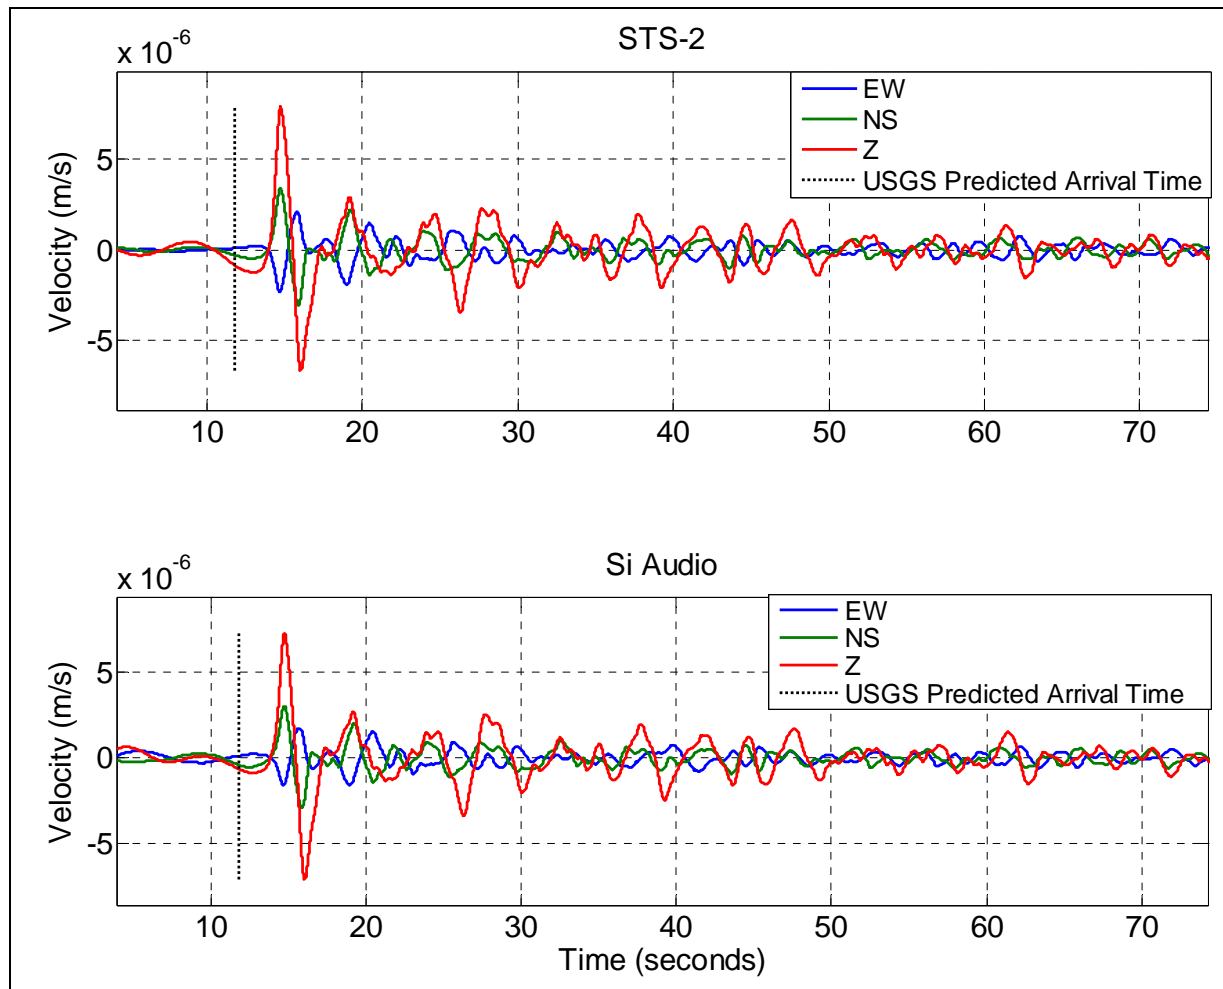 STS-2
x 10^-6
EW
NS
Z
USGS Predicted Arrival Time
Velocity (m/s)
5
0
-5
10 20 30 40 50 60 70
Si Audio
x 10^-6
EW
NS
Z
USGS Predicted Arrival Time
Velocity (m/s)
5
0
-5
10 20 30 40 50 60 70
Time (seconds)